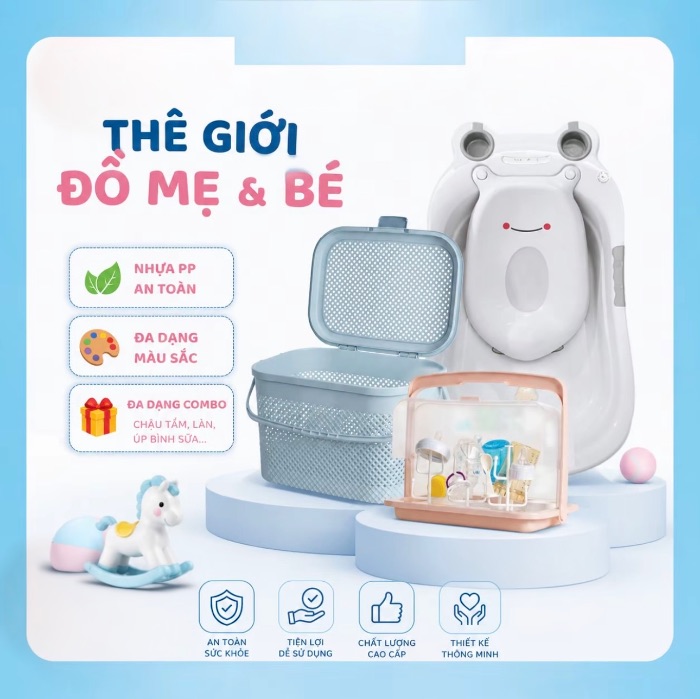 THÊ GIỚI
ĐỒ MẸ & BÉ
NHỰA PP
AN TOÀN
ĐA DẠNG
MÀU SẮC
ĐA DẠNG COMBO
CHẬU TẮM, LÀN,
ÚP BÌNH SỮA...
AN TOÀN
SỨC KHỎE
TIỆN LỢI
DỄ SỬ DỤNG
CHẤT LƯỢNG
CAO CẤP
THIẾT KẾ
THÔNG MINH